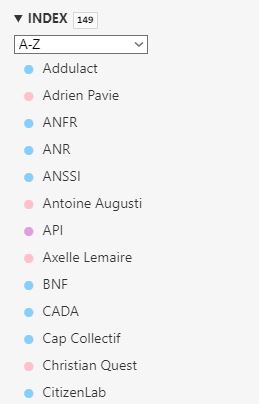 ▼ INDEX 149
A-Z
Addulact
Adrien Pavie
ANFR
ANR
ANSSI
Antoine Augusti
API
Axelle Lemaire
BNF
CADA
Cap Collectif
Christian Quest
CitizenLab